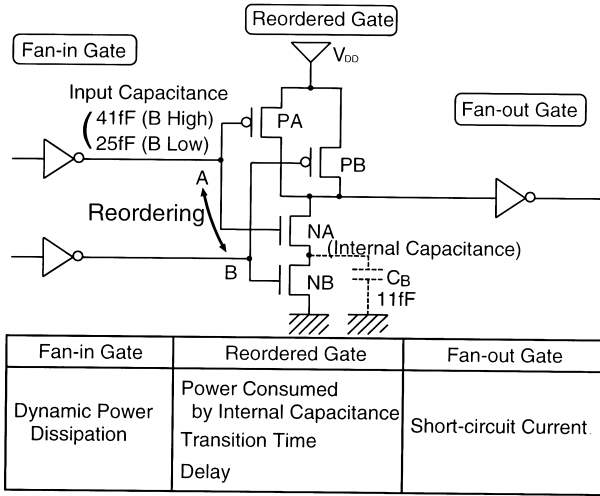 Reordered Gate
Fan-in Gate
VDD
Input Capacitance
( 41fF (B High)
25fF (B Low)
PA
Fan-out Gate
PB
A
Reordering
NA
(Internal Capacitance)
B
NB
CB
11fF
Fan-in Gate
Reordered Gate
Fan-out Gate
Dynamic Power
Dissipation
Power Consumed
by Internal Capacitance
Transition Time
Delay
Short-circuit Current